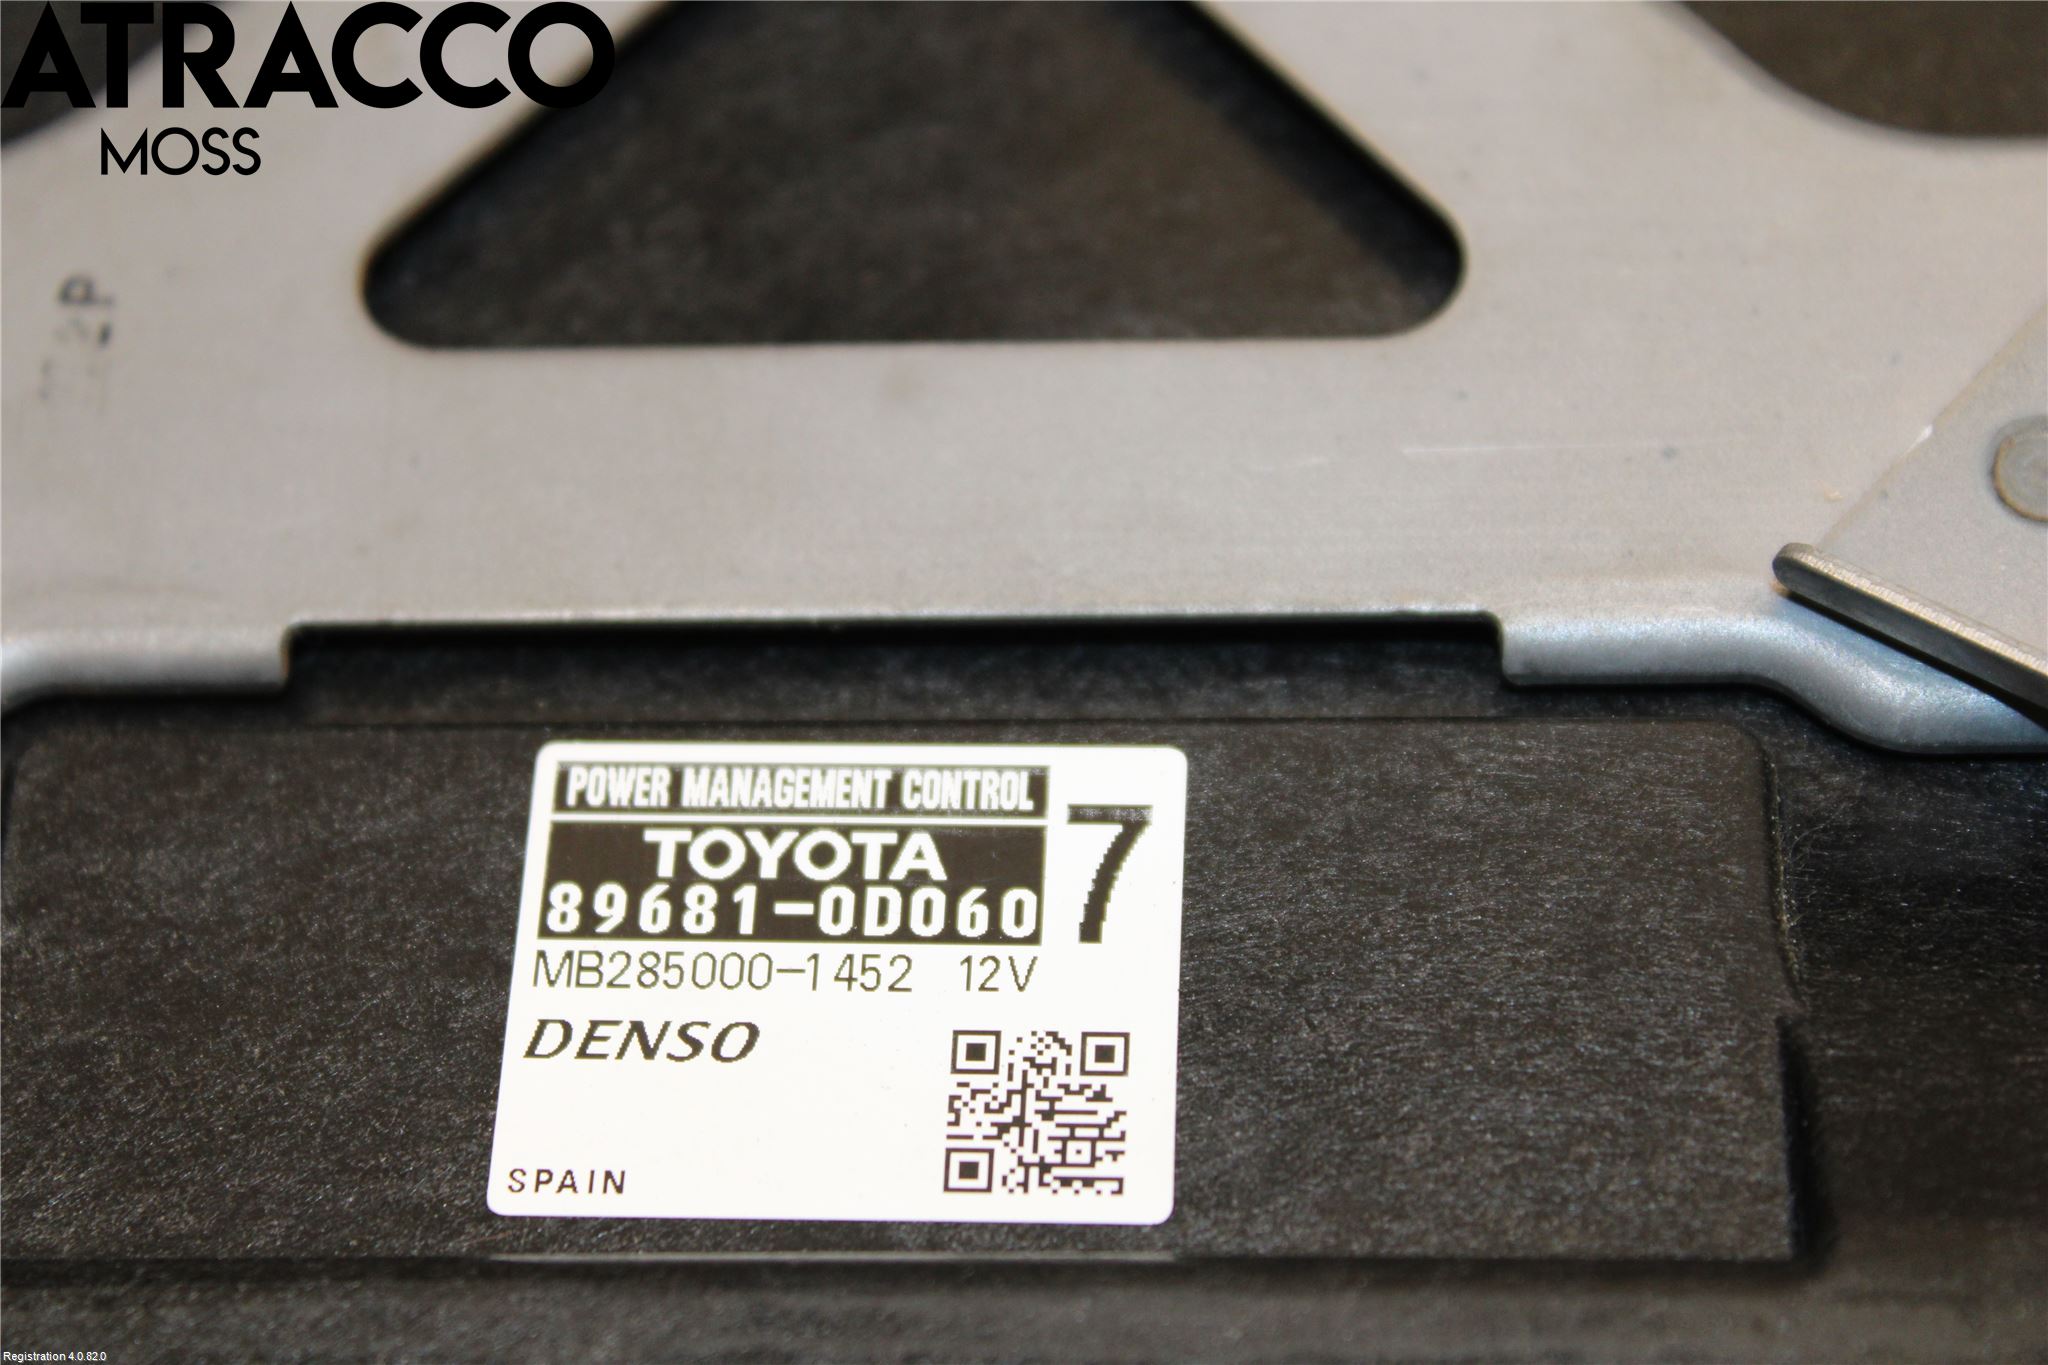 ATRACCO
MOSS
2P
POWER MANAGEMENT CONTROL
7
TOYOTA
89681-0D060
MB285000-1452 12V
DENSO
SPAIN
Registration 4.0.82.0